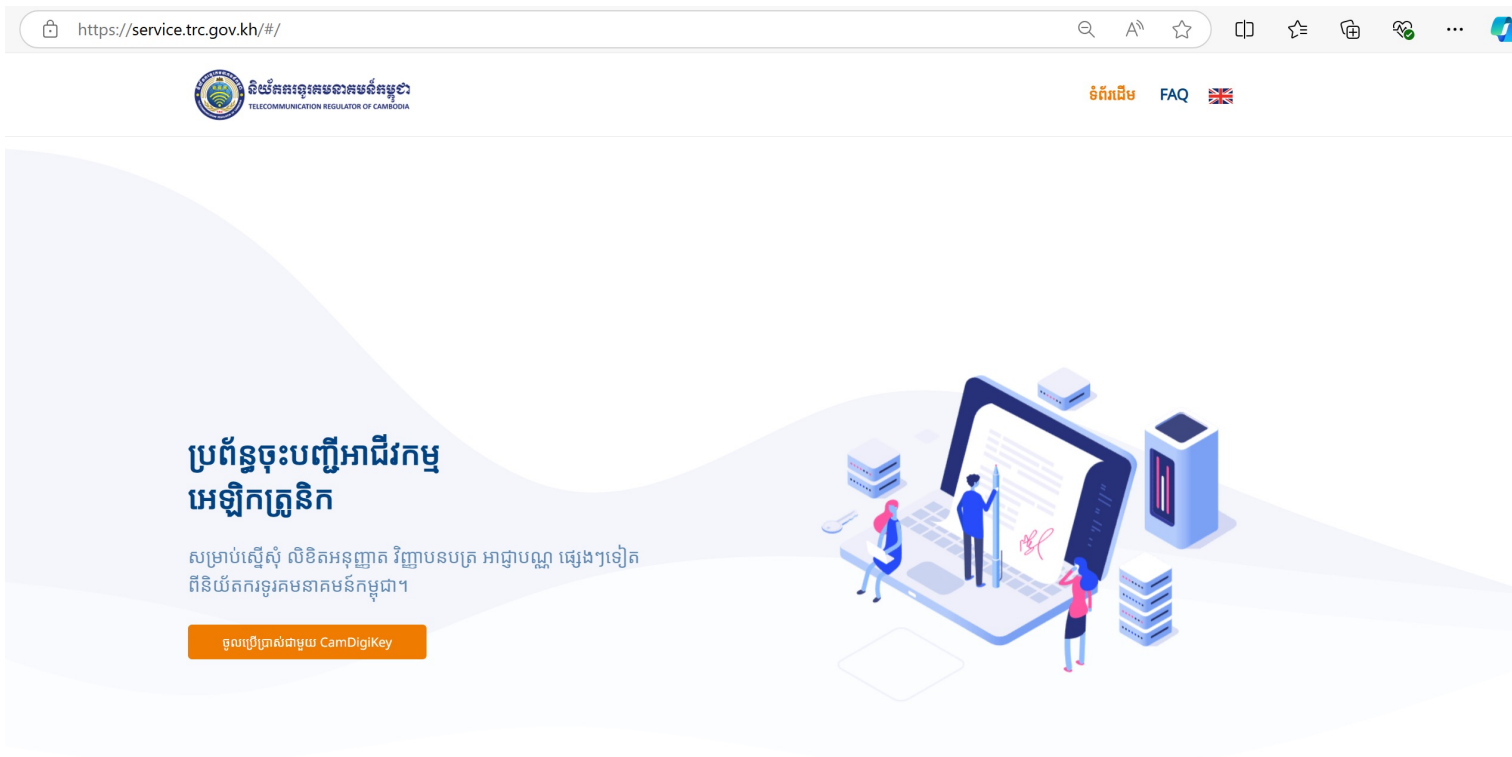 https://service.trc.gov.kh/#/
និយ័តករទូរគមនាគមន៍កម្ពុជា
TELECOMMUNICATION REGULATOR OF CAMBODIA
ទំព័រដើម FAQ
ប្រព័ន្ធចុះបញ្ជីអាជីវកម្ម
អេឡិកត្រូនិក
សម្រាប់ស្នើសុំ លិខិតអនុញ្ញាត វិញ្ញាបនបត្រ អាជ្ញាបណ្ណ ផ្សេងៗទៀត
ពីនិយ័តករទូរគមនាគមន៍កម្ពុជា។
ចូលប្រើប្រាស់ជាមួយ CamDigiKey